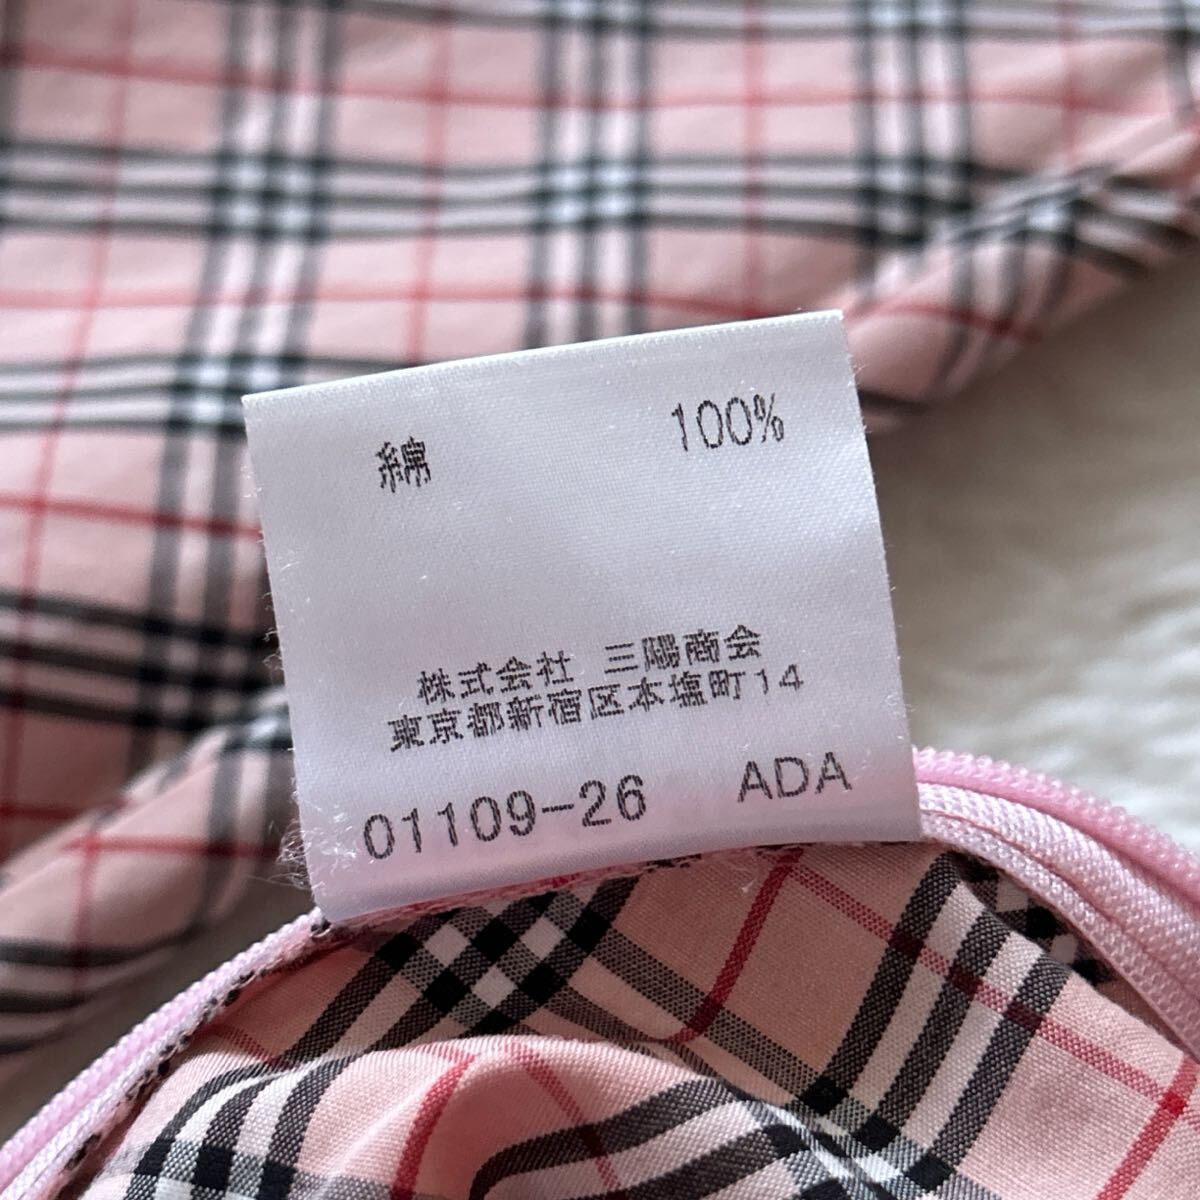 綿 100%
株式会社 三陽商会
東京都新宿区本塩町14
01109-26 ADA